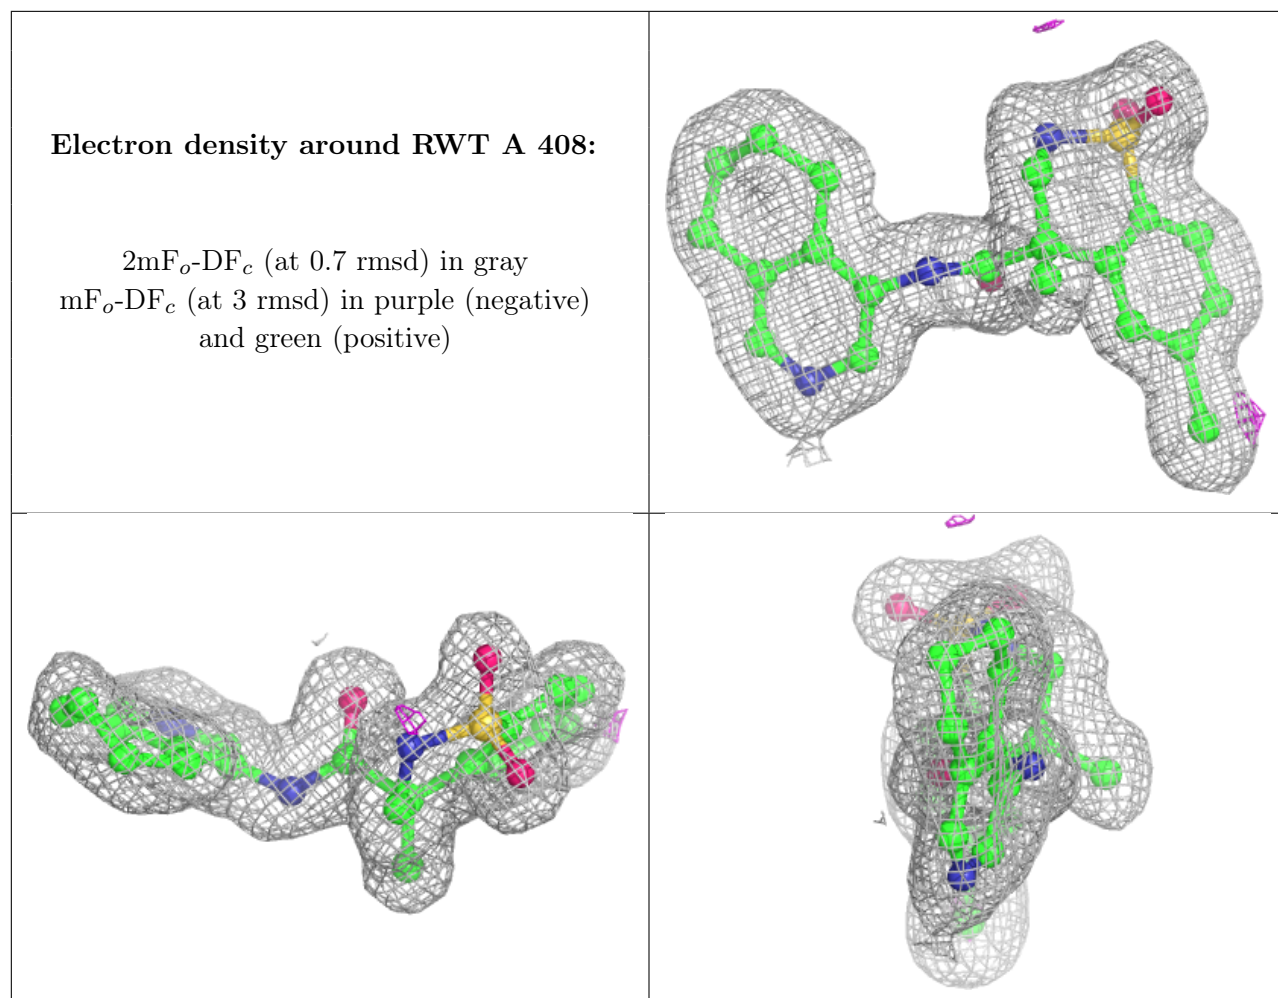 Electron density around RWT A 408:
2mFo-DFc (at 0.7 rmsd) in gray
mFo-DFc (at 3 rmsd) in purple (negative)
and green (positive)